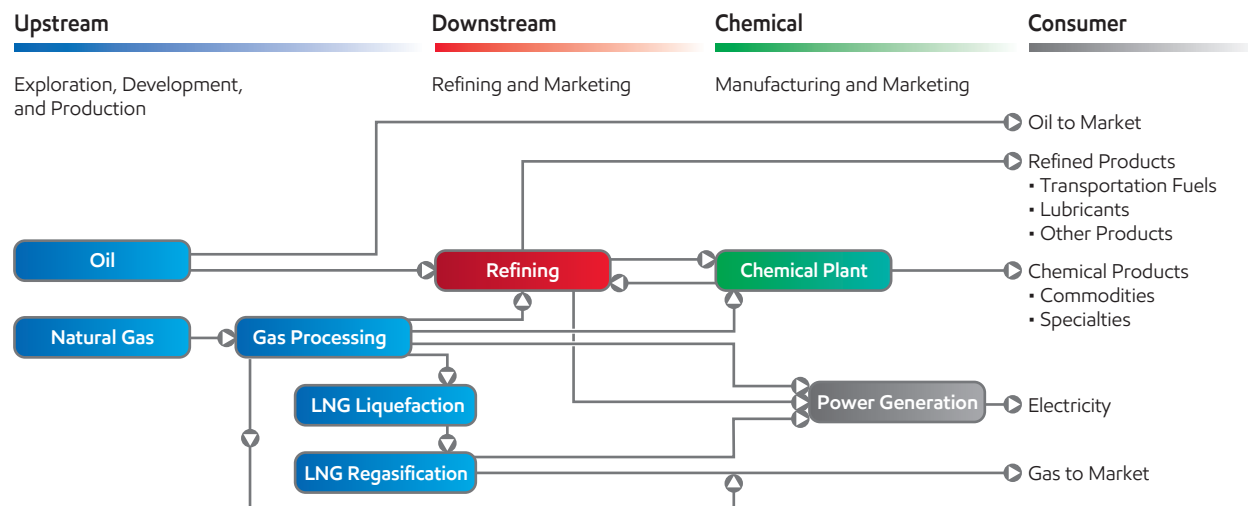 Upstream
Downstream
Chemical
Consumer
Exploration, Development,
and Production
Refining and Marketing
Manufacturing and Marketing
Oil to Market
Refined Products
▪ Transportation Fuels
▪ Lubricants
▪ Other Products
Oil
Refining
Chemical Plant
Chemical Products
▪ Commodities
▪ Specialties
Natural Gas
Gas Processing
LNG Liquefaction
Power Generation
Electricity
LNG Regasification
Gas to Market